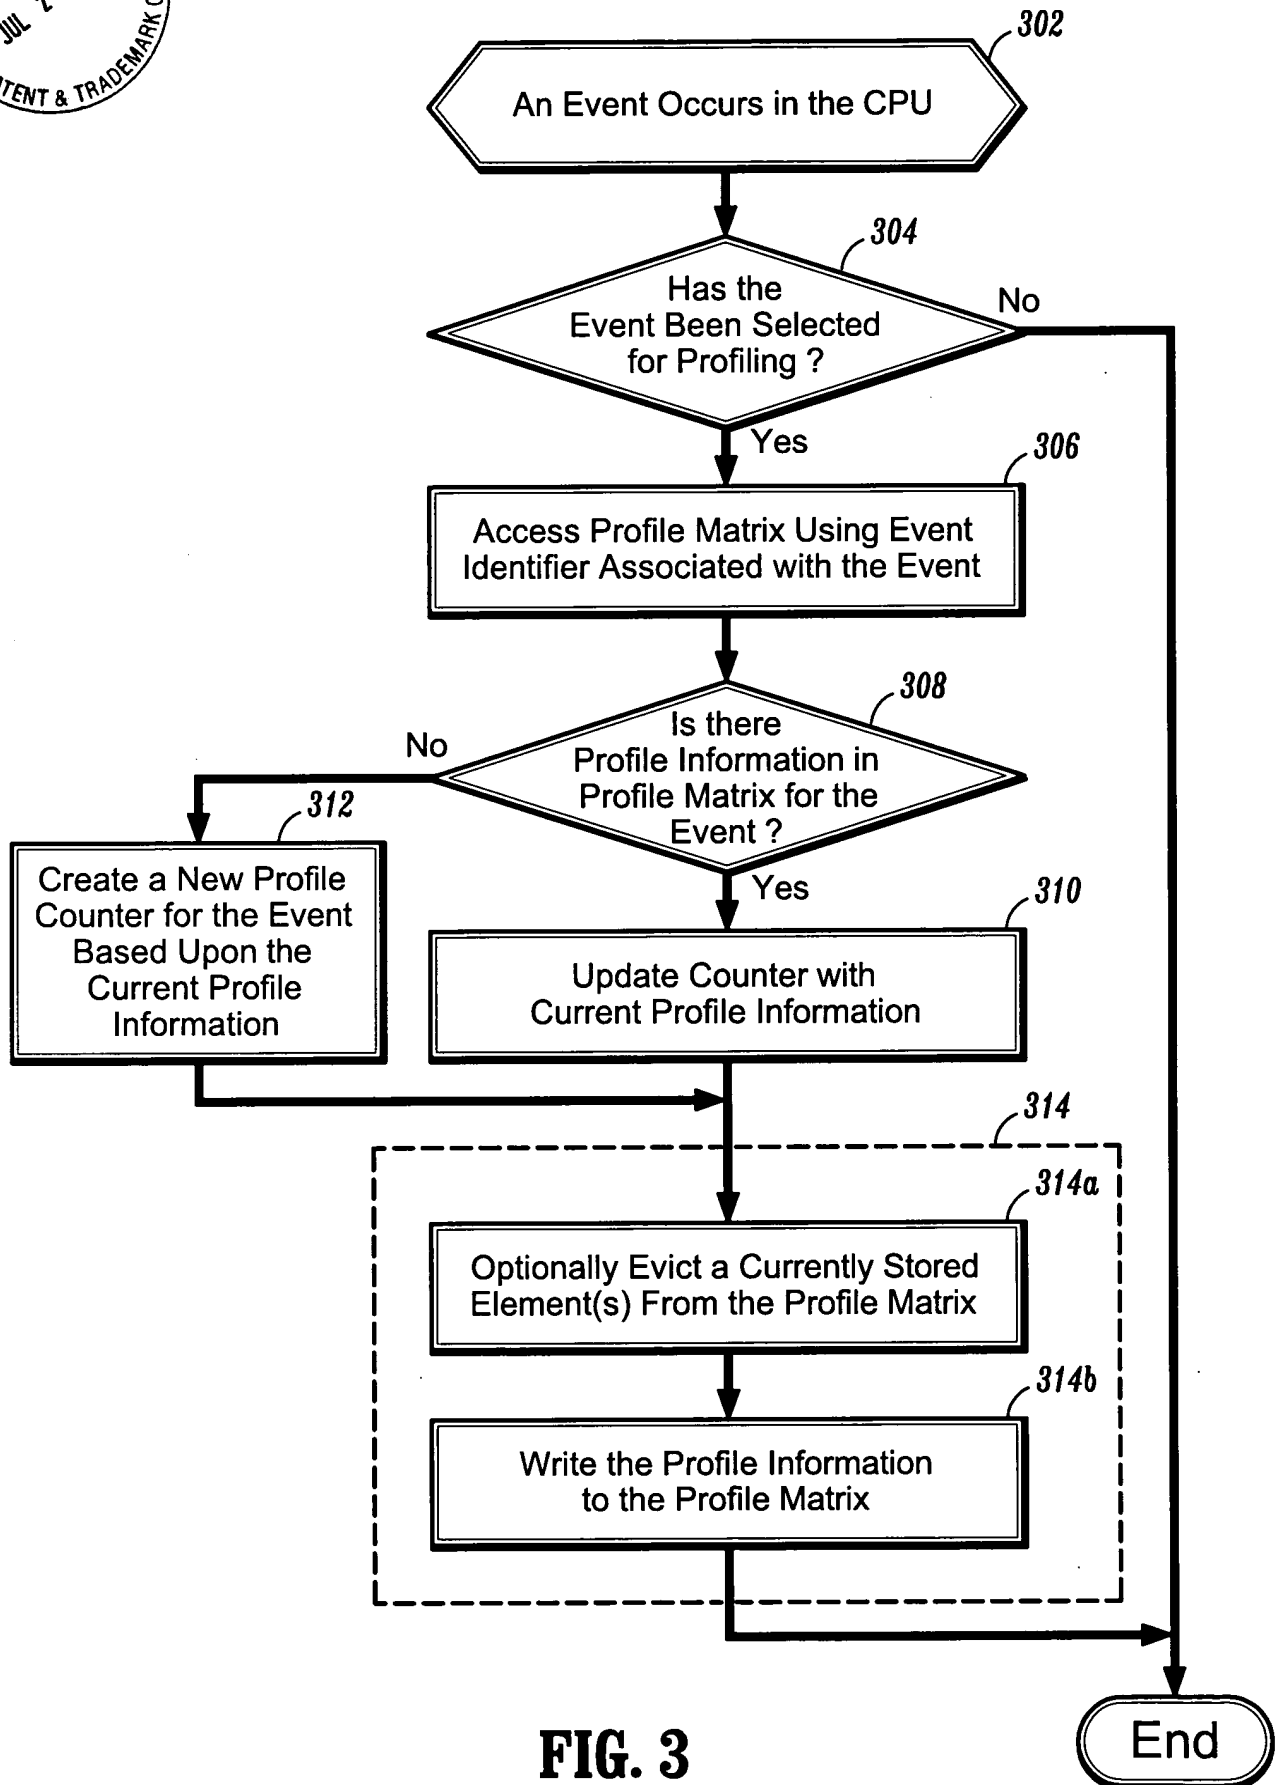 JUL 2
TENT & TRADEMARK
302
An Event Occurs in the CPU
304
Has the
Event Been Selected
for Profiling ?
No
Yes
306
Access Profile Matrix Using Event
Identifier Associated with the Event
308
Is there
Profile Information in
Profile Matrix for the
Event ?
No
Yes
312
Create a New Profile
Counter for the Event
Based Upon the
Current Profile
Information
310
Update Counter with
Current Profile Information
314
314a
Optionally Evict a Currently Stored
Element(s) From the Profile Matrix
314b
Write the Profile Information
to the Profile Matrix
End
FIG. 3